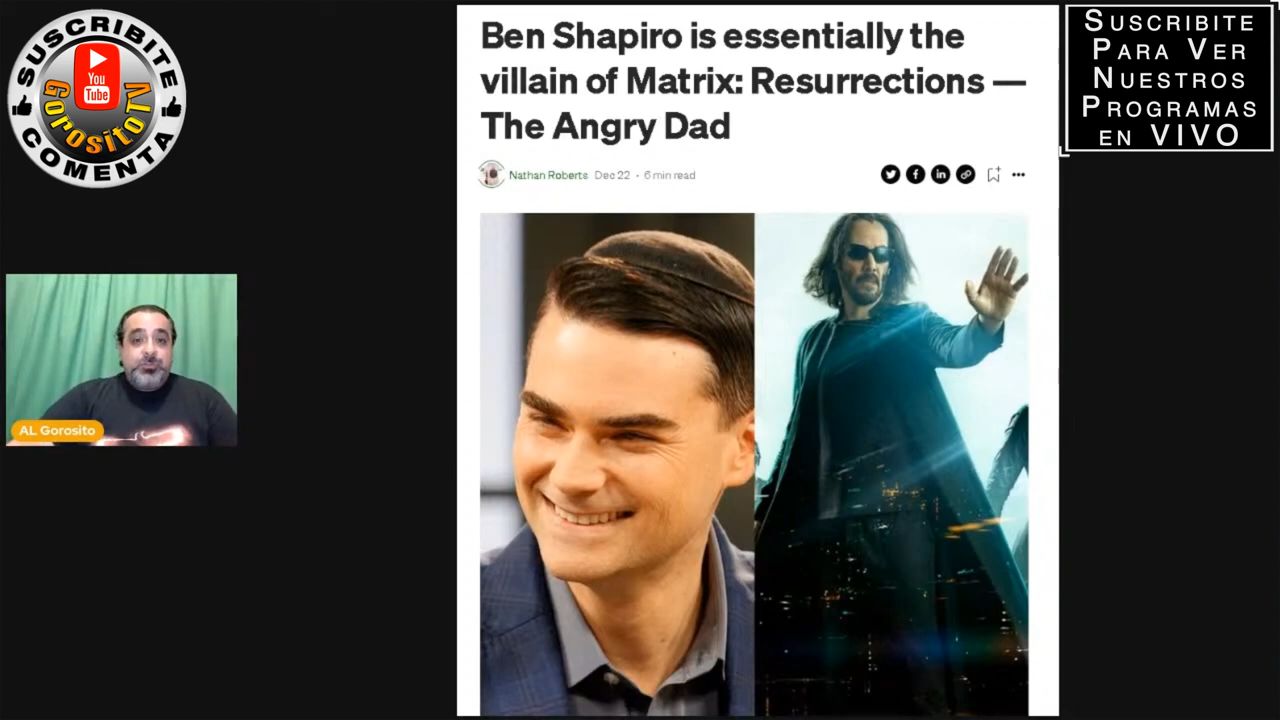 SUSCRIBITE
You
Tube
GorositoTV
COMENTA
AL Gorosito
Ben Shapiro is essentially the
villain of Matrix: Resurrections —
The Angry Dad
Nathan Roberts Dec 22 · 6 min read
SUSCRIBITE
PARA VER
NUESTROS
PROGRAMAS
EN VIVO